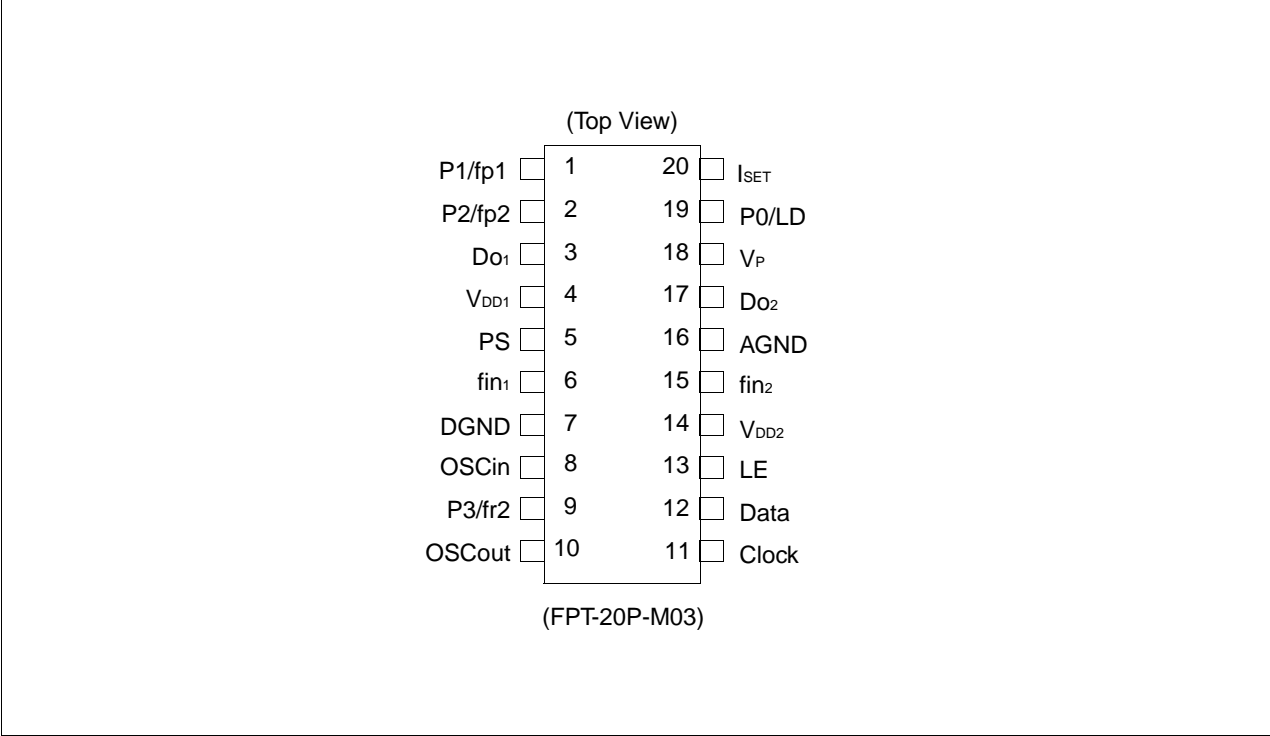 (Top View)
P1/fp1 1 20 ISET
P2/fp2 2 19 P0/LD
Do1 3 18 VP
VDD1 4 17 Do2
PS 5 16 AGND
fin1 6 15 fin2
DGND 7 14 VDD2
OSCin 8 13 LE
P3/fr2 9 12 Data
OSCout 10 11 Clock
(FPT-20P-M03)